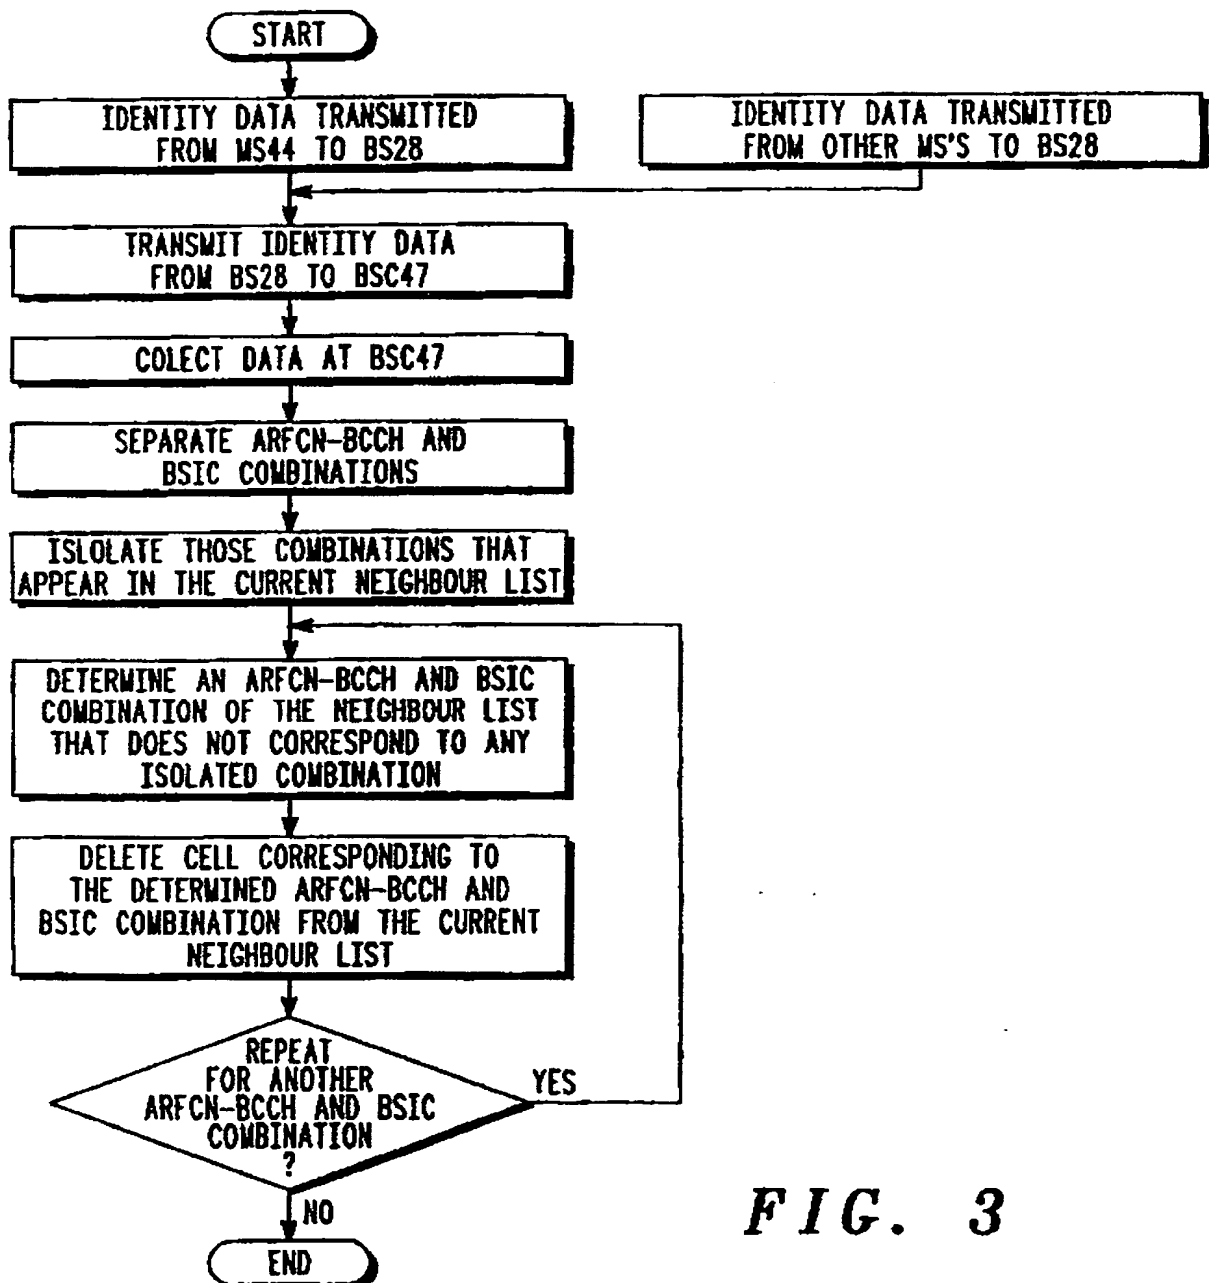 START
IDENTITY DATA TRANSMITTED
FROM MS44 TO BS28
IDENTITY DATA TRANSMITTED
FROM OTHER MS'S TO BS28
TRANSMIT IDENTITY DATA
FROM BS28 TO BSC47
COLECT DATA AT BSC47
SEPARATE ARFCN-BCCH AND
BSIC COMBINATIONS
ISLOLATE THOSE COMBINATIONS THAT
APPEAR IN THE CURRENT NEIGHBOUR LIST
DETERMINE AN ARFCN-BCCH AND BSIC
COMBINATION OF THE NEIGHBOUR LIST
THAT DOES NOT CORRESPOND TO ANY
ISOLATED COMBINATION
DELETE CELL CORRESPONDING TO
THE DETERMINED ARFCN-BCCH AND
BSIC COMBINATION FROM THE CURRENT
NEIGHBOUR LIST
REPEAT
FOR ANOTHER
ARFCN-BCCH AND BSIC
COMBINATION
?
YES
NO
END
FIG. 3